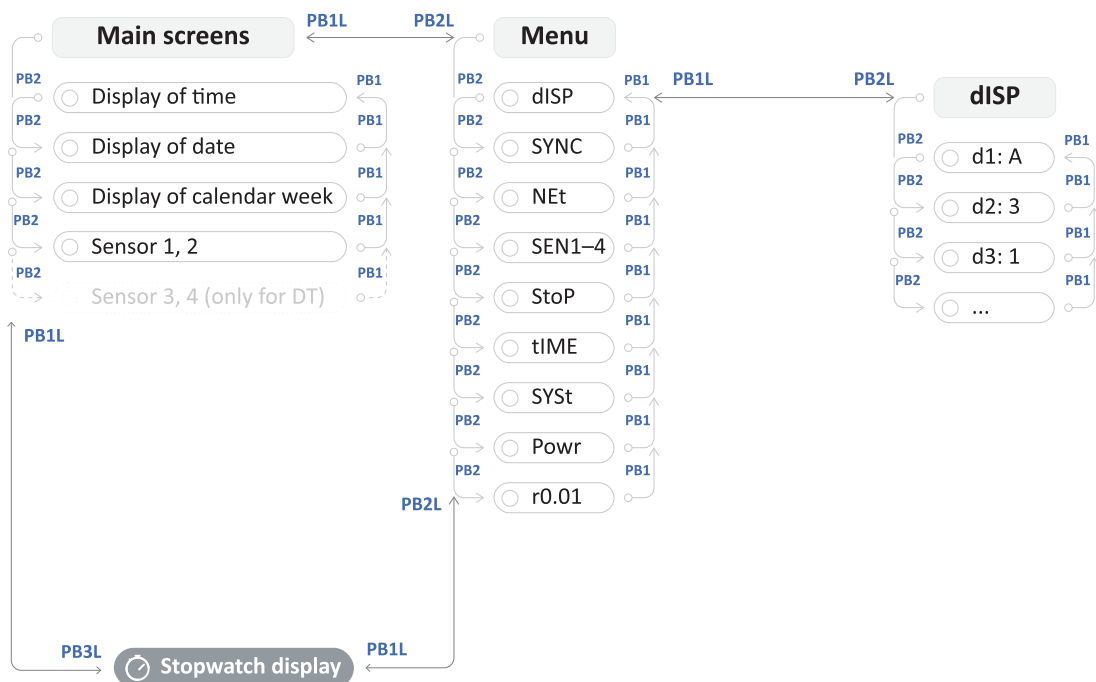 PB1L PB2L
Main screens
Menu
PB1L PB2L
dISP
PB2 PB1
Display of time
PB2 PB1
Display of date
PB2 PB1
Display of calendar week
PB2 PB1
Sensor 1, 2
PB2 PB1
Sensor 3, 4 (only for DT)
PB1L
PB2 PB1
dISP
PB2 PB1
SYNC
PB2 PB1
NEt
PB2 PB1
SEN1–4
PB2 PB1
StoP
PB2 PB1
tIME
PB2 PB1
SYSt
PB2 PB1
Powr
PB2 PB1
r0.01
PB2L
PB2 PB1
d1: A
PB2 PB1
d2: 3
PB2 PB1
d3: 1
PB2 PB1
...
PB3L PB1L
Stopwatch display